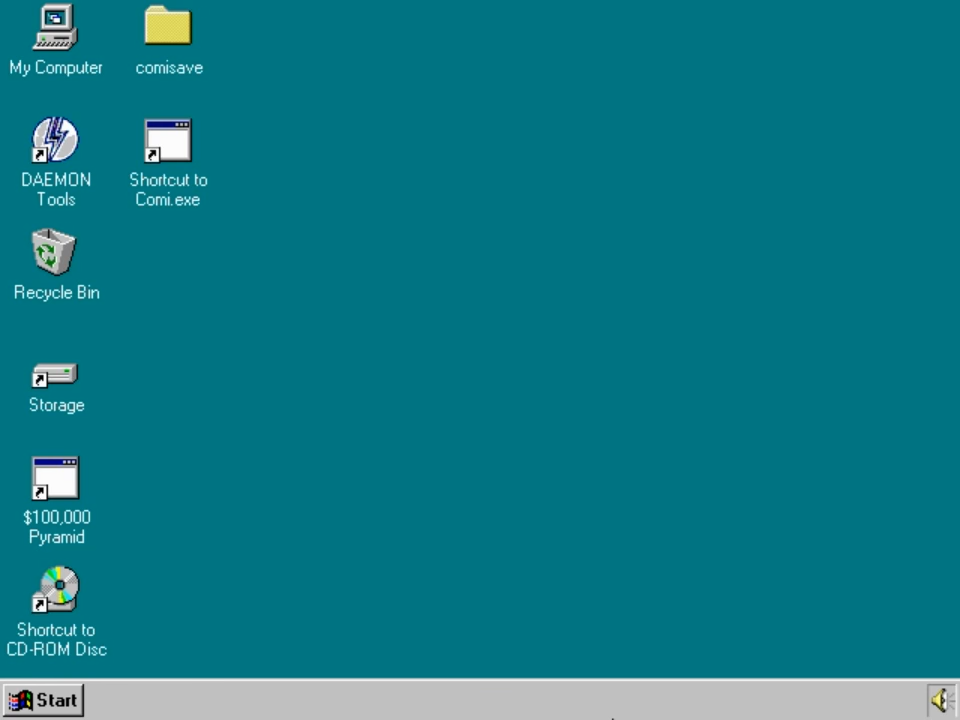 My Computer
comisave
DAEMON
Tools
Shortcut to
Comi.exe
Recycle Bin
Storage
$100,000
Pyramid
Shortcut to
CD-ROM Disc
Start